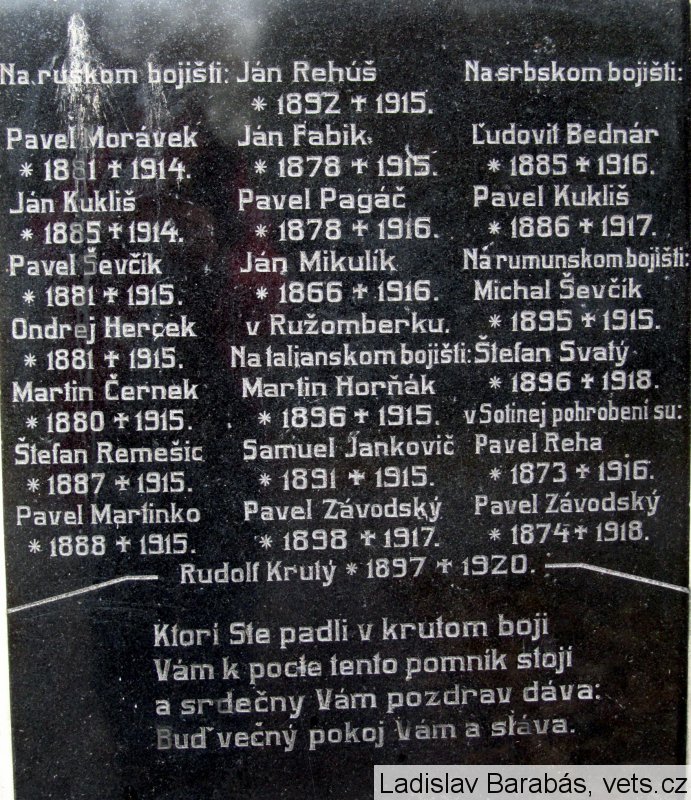 Na ruskom bojišti:
Pavel Morávek
* 1881 ✝ 1914.
Ján Kukliš
* 1885 ✝ 1914.
Pavel Ševčík
* 1881 ✝ 1915.
Ondrej Hercek
* 1881 ✝ 1915.
Martin Černek
* 1880 ✝ 1915.
Štefan Remešic
* 1887 ✝ 1915.
Pavel Martinko
* 1888 ✝ 1915.
Ján Rehúš
* 1892 ✝ 1915.
Ján Fabik
* 1878 ✝ 1915.
Pavel Pagáč
* 1878 ✝ 1916.
Ján Mikulík
* 1866 ✝ 1916.
v Ružomberku.
Na talianskom bojišti:
Martin Horňák
* 1896 ✝ 1915.
Samuel Jankovič
* 1891 ✝ 1915.
Pavel Závodský
* 1898 ✝ 1917.
Na srbskom bojišti:
Ľudovít Bednár
* 1885 ✝ 1916.
Pavel Kukliš
* 1886 ✝ 1917.
Na rumunskom bojišti:
Michal Ševčik
* 1895 ✝ 1915.
Štefan Svatý
* 1896 ✝ 1918.
v Sotinej pohrobení su:
Pavel Reha
* 1873 ✝ 1916.
Pavel Závodský
* 1874 ✝ 1918.
Rudolf Krutý * 1897 ✝ 1920.
Ktorí Ste padli v krutom boji
Vám k pocte tento pomník stojí
a srdečny Vám pozdrav dáva:
Buď večný pokoj Vám a sláva.
Ladislav Barabás, vets.cz